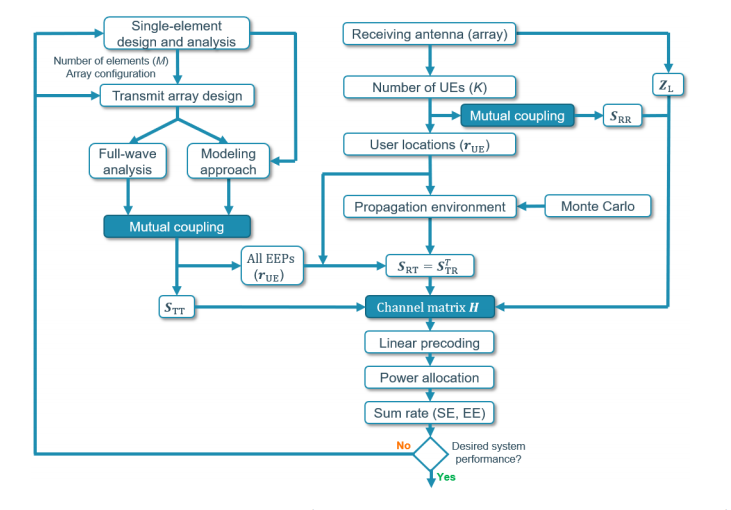 Single-element
design and analysis
Number of elements (M)
Array configuration
Transmit array design
Full-wave
analysis
Modeling
approach
Mutual coupling
All EEPs
(r_UE)
S_TT
Receiving antenna (array)
Number of UEs (K)
Z_L
Mutual coupling
S_RR
User locations (r_UE)
Propagation environment
Monte Carlo
S_RT = S_TR^T
Channel matrix H
Linear precoding
Power allocation
Sum rate (SE, EE)
No
Desired system
performance?
Yes